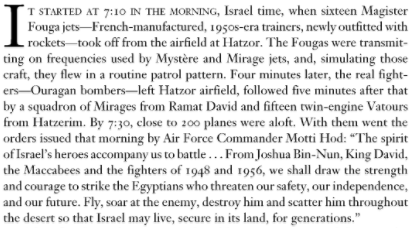 IT STARTED AT 7:10 IN THE MORNING, Israel time, when sixteen Magister
Fouga jets—French-manufactured, 1950s-era trainers, newly outfitted with
rockets—took off from the airfield at Hatzor. The Fougas were transmit-
ting on frequencies used by Mystère and Mirage jets, and, simulating those
craft, they flew in a routine patrol pattern. Four minutes later, the real fight-
ers—Ouragan bombers—left Hatzor airfield, followed five minutes after that
by a squadron of Mirages from Ramat David and fifteen twin-engine Vatours
from Hatzerim. By 7:30, close to 200 planes were aloft. With them went the
orders issued that morning by Air Force Commander Motti Hod: “The spirit
of Israel’s heroes accompany us to battle . . . From Joshua Bin-Nun, King David,
the Maccabees and the fighters of 1948 and 1956, we shall draw the strength
and courage to strike the Egyptians who threaten our safety, our independence,
and our future. Fly, soar at the enemy, destroy him and scatter him throughout
the desert so that Israel may live, secure in its land, for generations.”